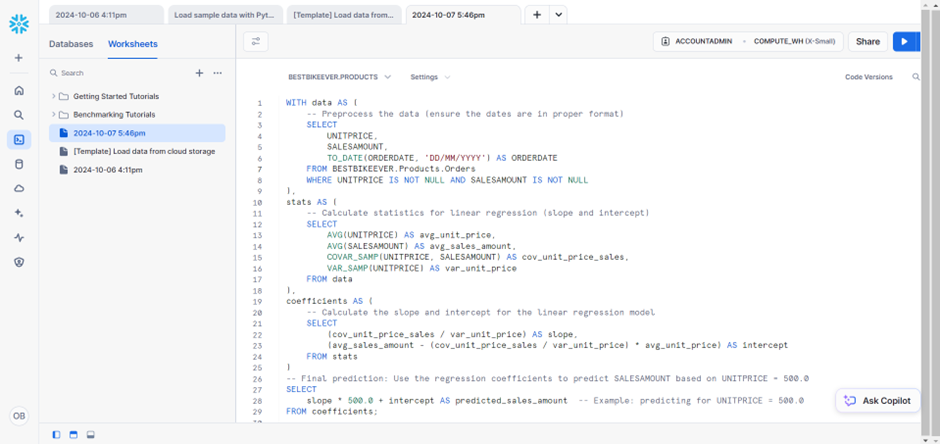 2024-10-06 4:11pm
Load sample data with Pyt...
[Template] Load data from...
2024-10-07 5:46pm
Databases
Worksheets
ACCOUNTADMIN · COMPUTE_WH (X-Small)
Share
Search
BESTBIKEEVER.PRODUCTS
Settings
Code Versions
Getting Started Tutorials
Benchmarking Tutorials
2024-10-07 5:46pm
[Template] Load data from cloud storage
2024-10-06 4:11pm
1 WITH data AS (
2 -- Preprocess the data (ensure the dates are in proper format)
3 SELECT
4 UNITPRICE,
5 SALESAMOUNT,
6 TO_DATE(ORDERDATE, 'DD/MM/YYYY') AS ORDERDATE
7 FROM BESTBIKEEVER.Products.Orders
8 WHERE UNITPRICE IS NOT NULL AND SALESAMOUNT IS NOT NULL
9 ),
10 stats AS (
11 -- Calculate statistics for linear regression (slope and intercept)
12 SELECT
13 AVG(UNITPRICE) AS avg_unit_price,
14 AVG(SALESAMOUNT) AS avg_sales_amount,
15 COVAR_SAMP(UNITPRICE, SALESAMOUNT) AS cov_unit_price_sales,
16 VAR_SAMP(UNITPRICE) AS var_unit_price
17 FROM data
18 ),
19 coefficients AS (
20 -- Calculate the slope and intercept for the linear regression model
21 SELECT
22 (cov_unit_price_sales / var_unit_price) AS slope,
23 (avg_sales_amount - (cov_unit_price_sales / var_unit_price) * avg_unit_price) AS intercept
24 FROM stats
25 )
26 -- Final prediction: Use the regression coefficients to predict SALESAMOUNT based on UNITPRICE = 500.0
27 SELECT
28 slope * 500.0 + intercept AS predicted_sales_amount -- Example: predicting for UNITPRICE = 500.0
29 FROM coefficients;
Ask Copilot
OB